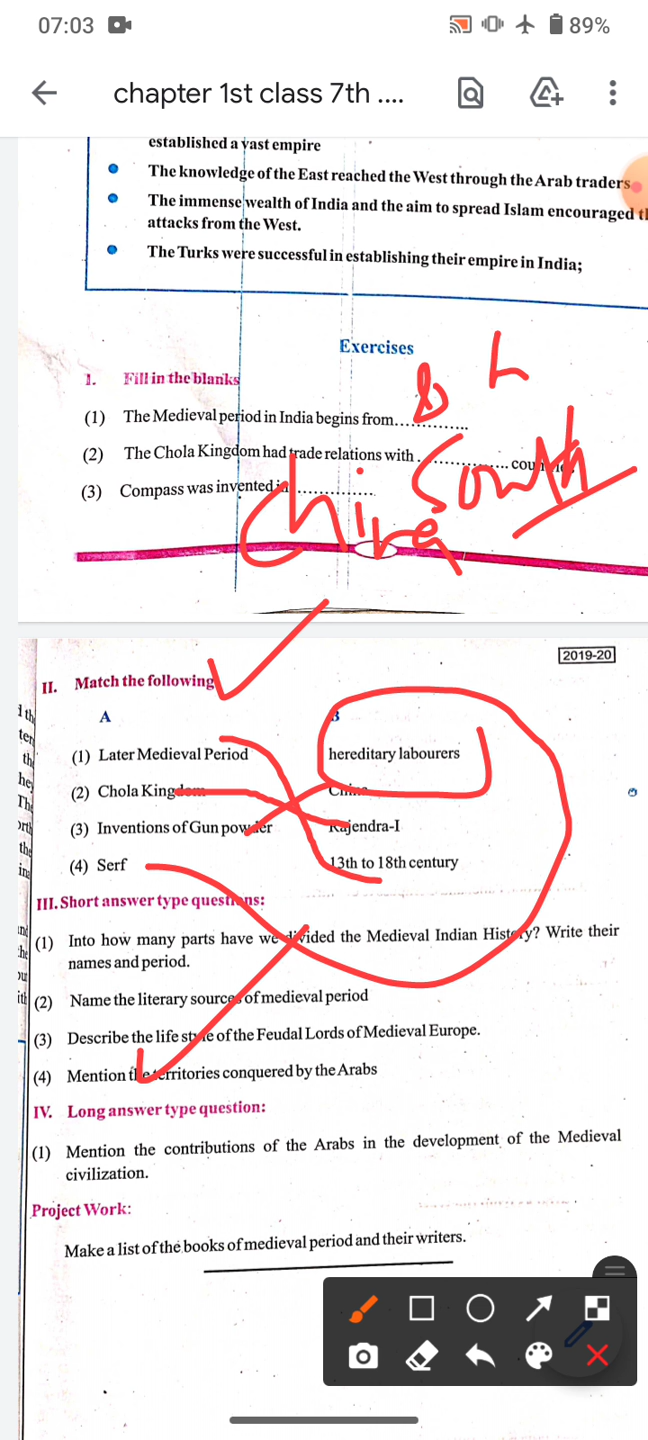 07:03
89%
chapter 1st class 7th ....
established a vast empire
The knowledge of the East reached the West through the Arab traders
The immense wealth of India and the aim to spread Islam encouraged
attacks from the West.
The Turks were successful in establishing their empire in India;
Exercises
8 th
I. Fill in the blanks
(1) The Medieval period in India begins from..............
(2) The Chola Kingdom had trade relations with ................
South
(3) Compass was invented in ..............
China
2019-20
II. Match the following
A B
(1) Later Medieval Period hereditary labourers
(2) Chola Kingdom China
(3) Inventions of Gun powder Rajendra-I
(4) Serf 13th to 18th century
III. Short answer type questions:
(1) Into how many parts have we divided the Medieval Indian History? Write their
names and period.
(2) Name the literary sources of medieval period
(3) Describe the life style of the Feudal Lords of Medieval Europe.
(4) Mention the territories conquered by the Arabs
IV. Long answer type question:
(1) Mention the contributions of the Arabs in the development of the Medieval
civilization.
Project Work:
Make a list of the books of medieval period and their writers.